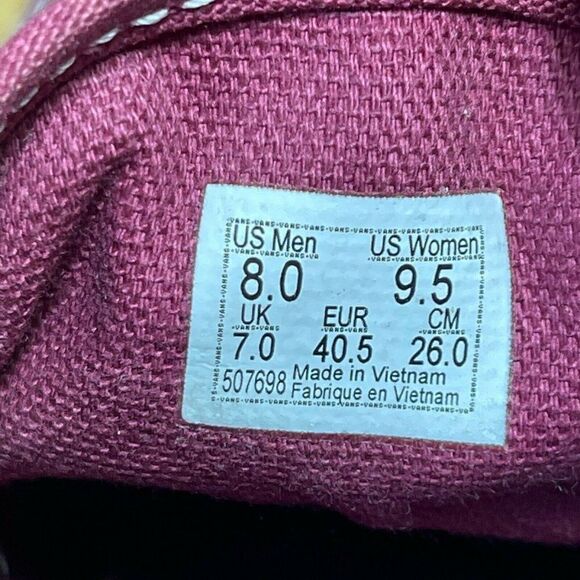 US Men US Women
8.0 9.5
UK EUR CM
7.0 40.5 26.0
507698 Made in Vietnam
Fabrique en Vietnam